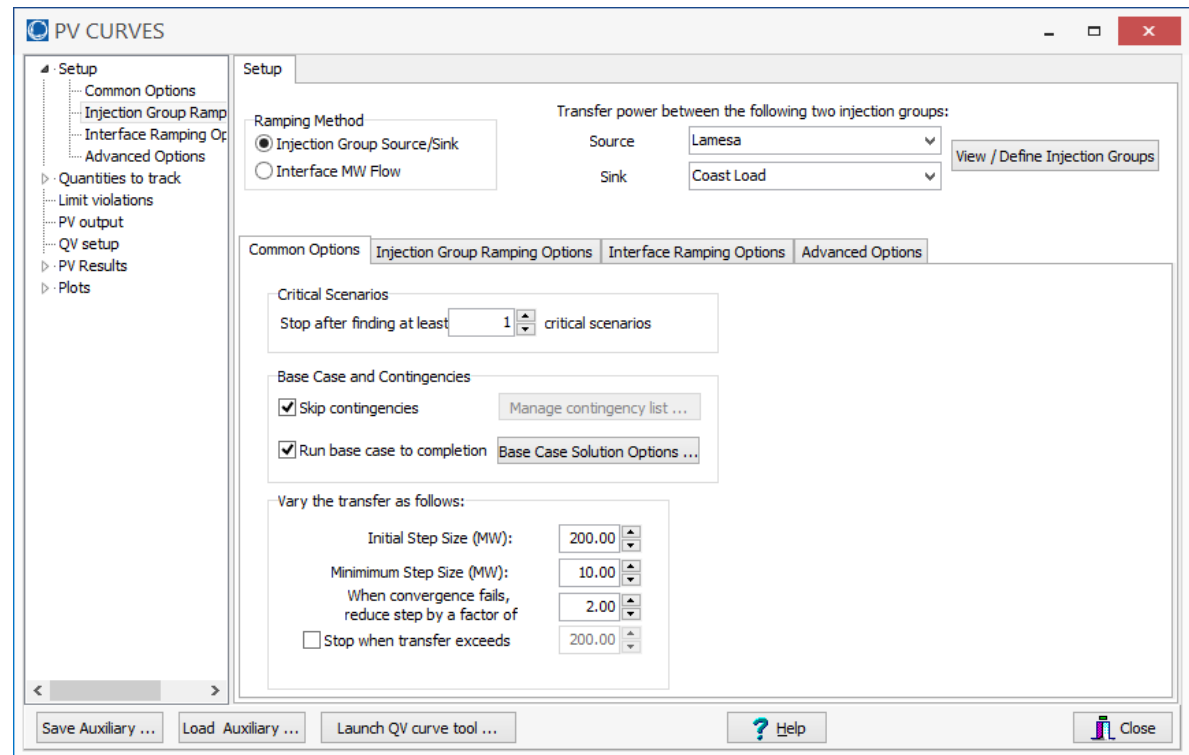 PV CURVES
Setup
Common Options
Injection Group Ramp
Interface Ramping Op
Advanced Options
Quantities to track
Limit violations
PV output
QV setup
PV Results
Plots
Setup
Ramping Method
Injection Group Source/Sink
Interface MW Flow
Transfer power between the following two injection groups:
Source
Lamesa
Sink
Coast Load
View / Define Injection Groups
Common Options
Injection Group Ramping Options
Interface Ramping Options
Advanced Options
Critical Scenarios
Stop after finding at least 1 critical scenarios
Base Case and Contingencies
Skip contingencies
Manage contingency list ...
Run base case to completion
Base Case Solution Options ...
Vary the transfer as follows:
Initial Step Size (MW): 200.00
Minimimum Step Size (MW): 10.00
When convergence fails,
reduce step by a factor of 2.00
Stop when transfer exceeds 200.00
Save Auxiliary ...
Load Auxiliary ...
Launch QV curve tool ...
? Help
Close